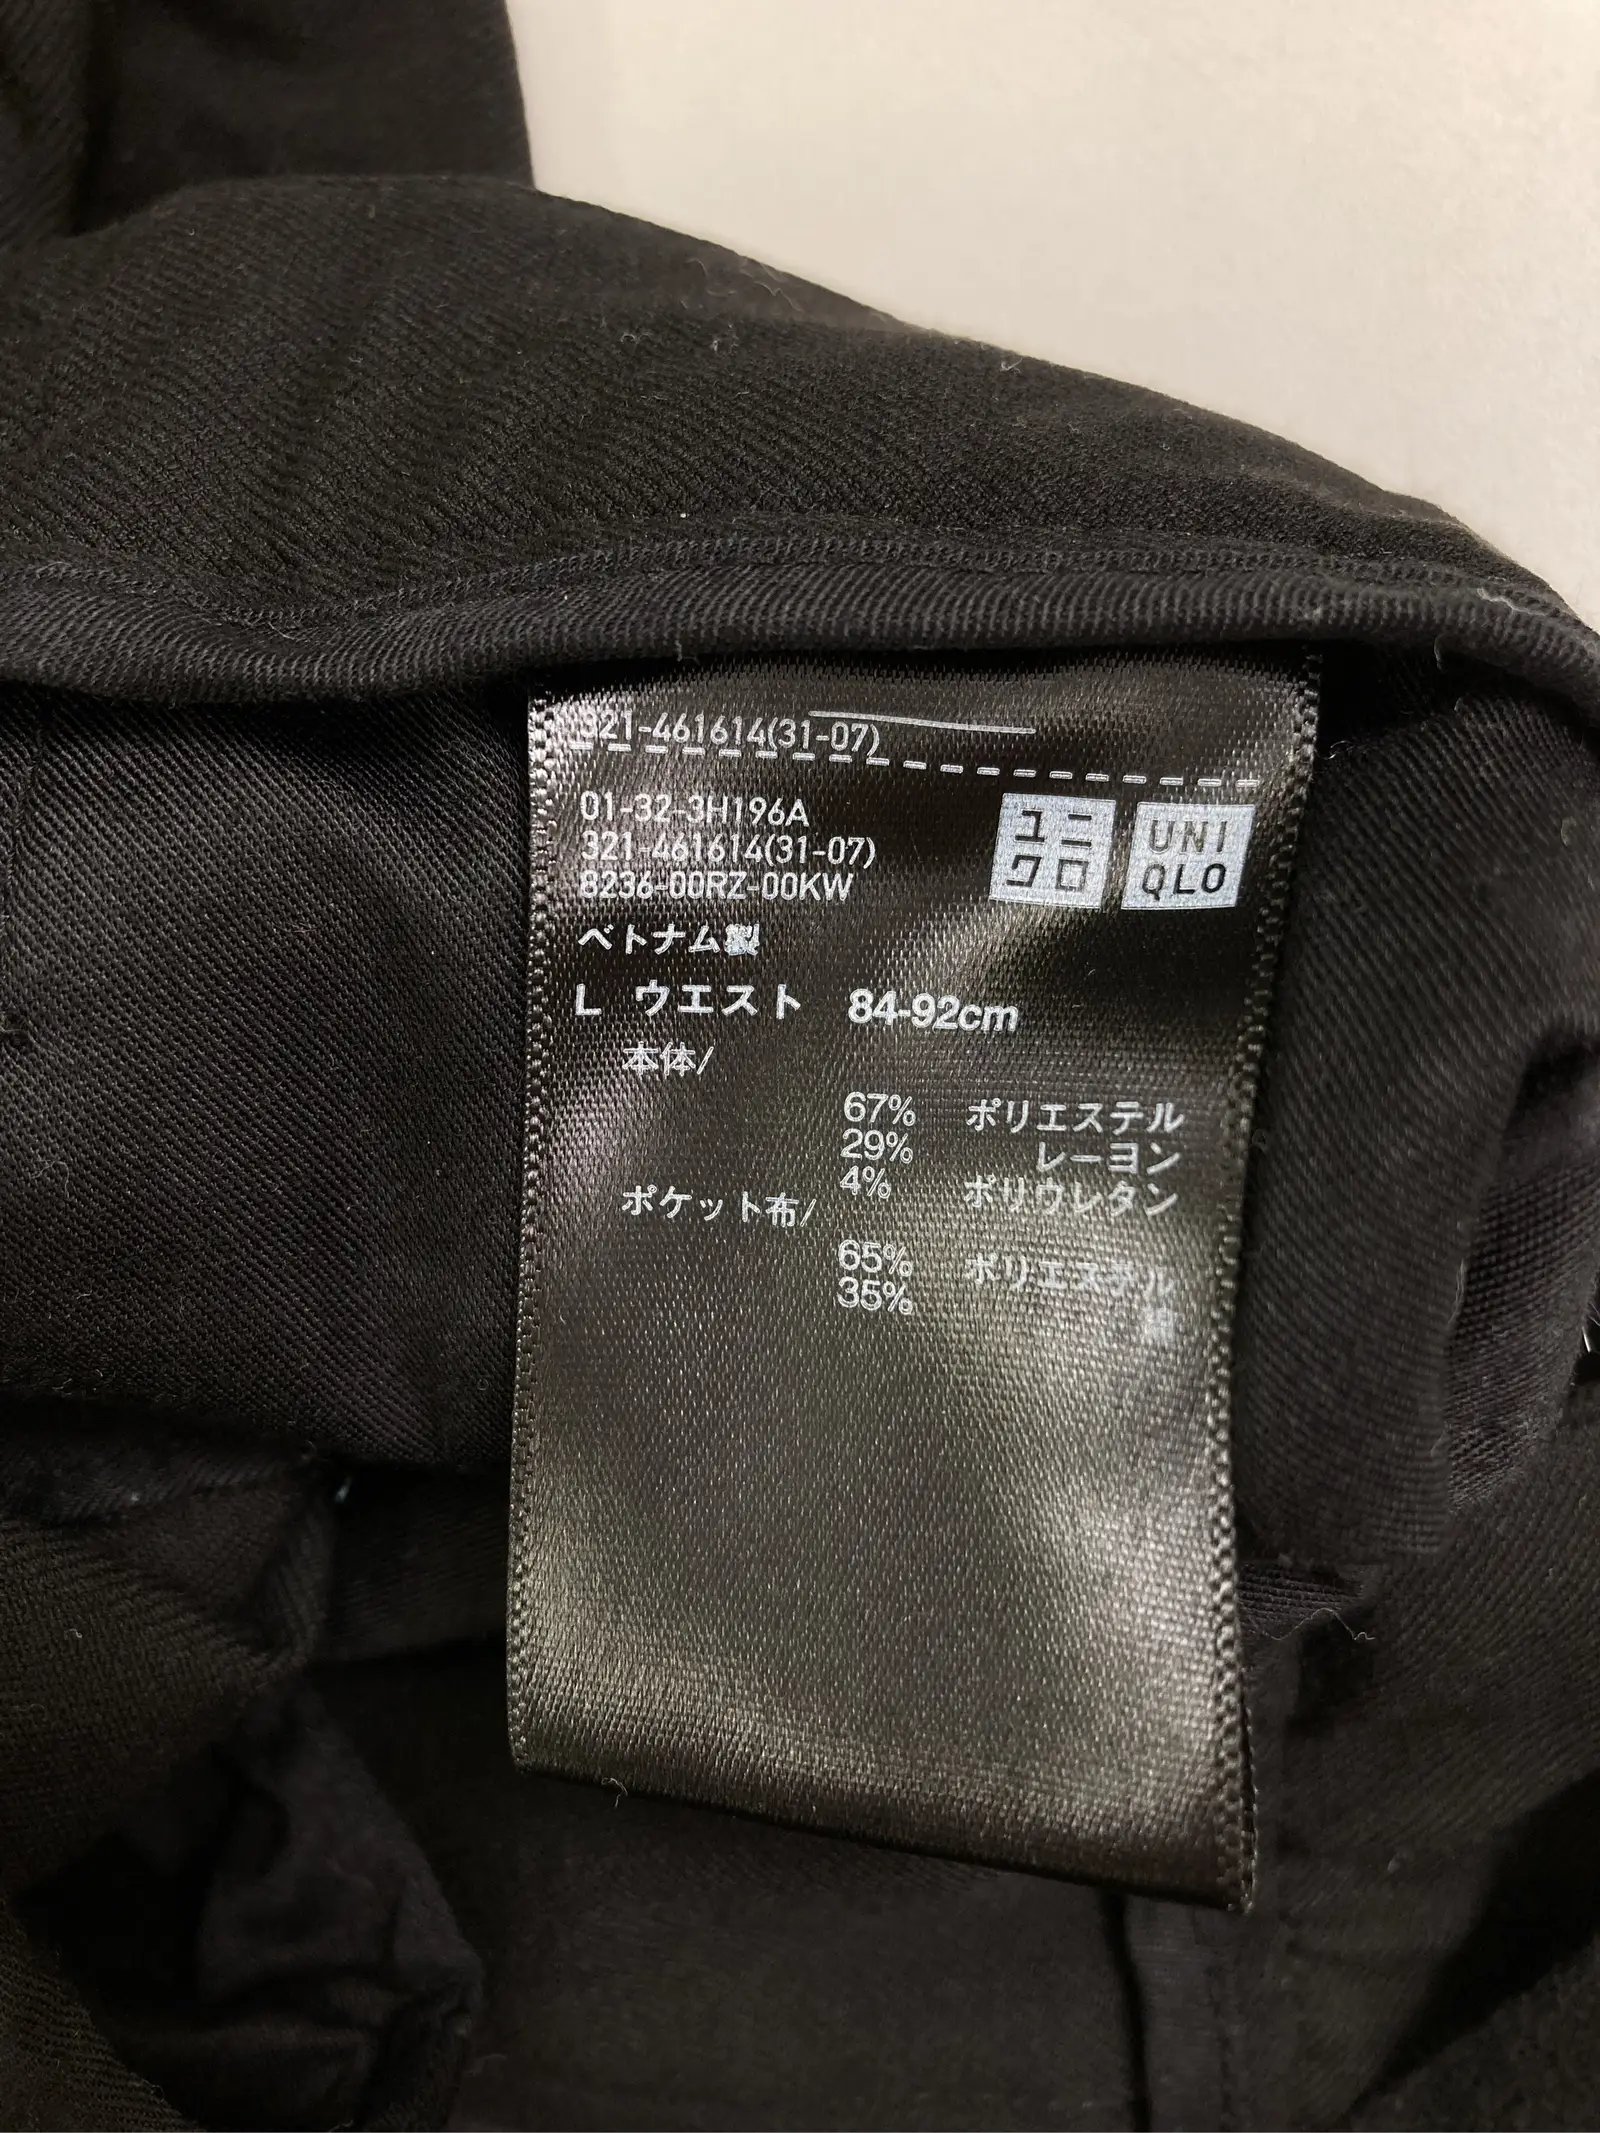 321-461614(31-07)
01-32-3H196A
321-461614(31-07)
8236-00RZ-00KW
ユニ
クロ
UNI
QLO
ベトナム製
L ウエスト 84-92cm
本体/
67% ポリエステル
29% レーヨン
4% ポリウレタン
ポケット布/
65% ポリエステル
35%